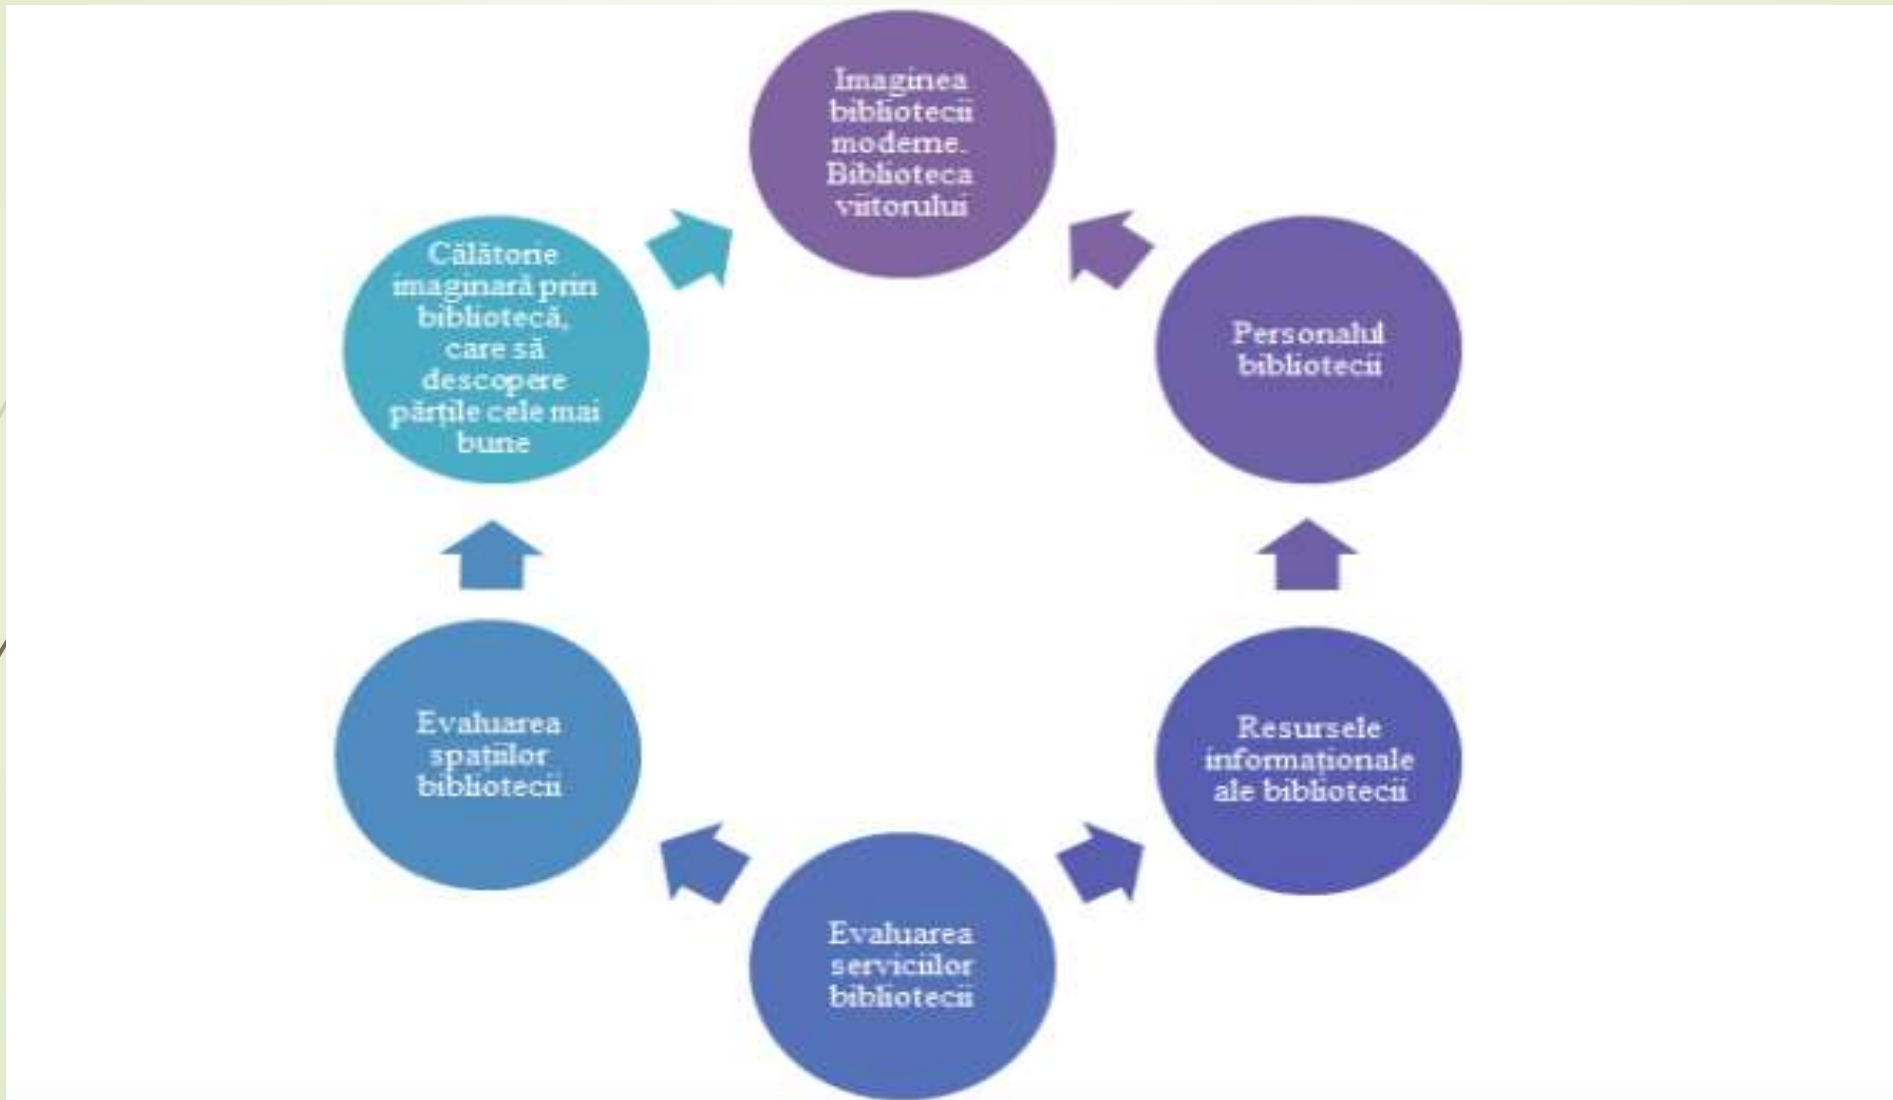 Imaginea
bibliotecii
moderne.
Biblioteca
viitorului
Călătorie
imaginară prin
bibliotecă,
care să
descopere
părțile cele mai
bune
Personalul
bibliotecii
Evaluarea
spațiilor
bibliotecii
Resursele
informaționale
ale bibliotecii
Evaluarea
serviciilor
bibliotecii